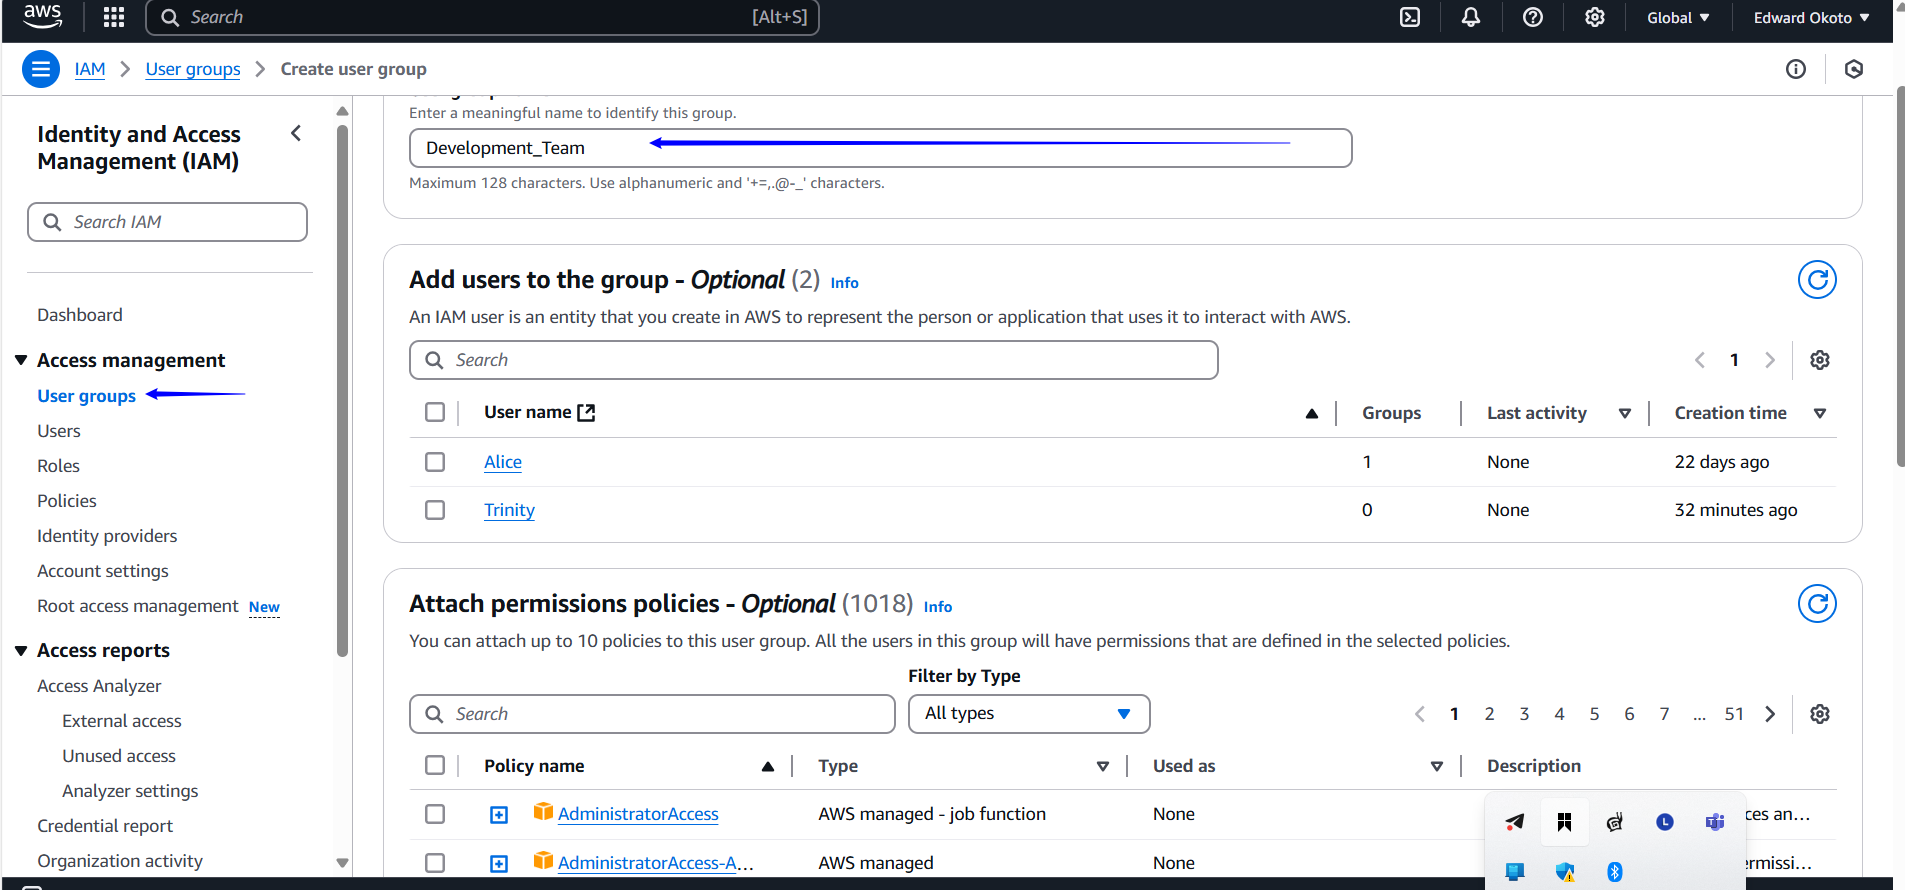 aws
Search
[Alt+S]
Global
Edward Okoto
IAM
User groups
Create user group
Identity and Access
Management (IAM)
Search IAM
Dashboard
Access management
User groups
Users
Roles
Policies
Identity providers
Account settings
Root access management New
Access reports
Access Analyzer
External access
Unused access
Analyzer settings
Credential report
Organization activity
Enter a meaningful name to identify this group.
Development_Team
Maximum 128 characters. Use alphanumeric and '+=,.@-_' characters.
Add users to the group - Optional (2) Info
An IAM user is an entity that you create in AWS to represent the person or application that uses it to interact with AWS.
Search
1
User name Groups Last activity Creation time
Alice 1 None 22 days ago
Trinity 0 None 32 minutes ago
Attach permissions policies - Optional (1018) Info
You can attach up to 10 policies to this user group. All the users in this group will have permissions that are defined in the selected policies.
Filter by Type
Search
All types
1 2 3 4 5 6 7 ... 51
Policy name Type Used as Description
AdministratorAccess AWS managed - job function None ces an...
AdministratorAccess-A... AWS managed None ermissi...
L